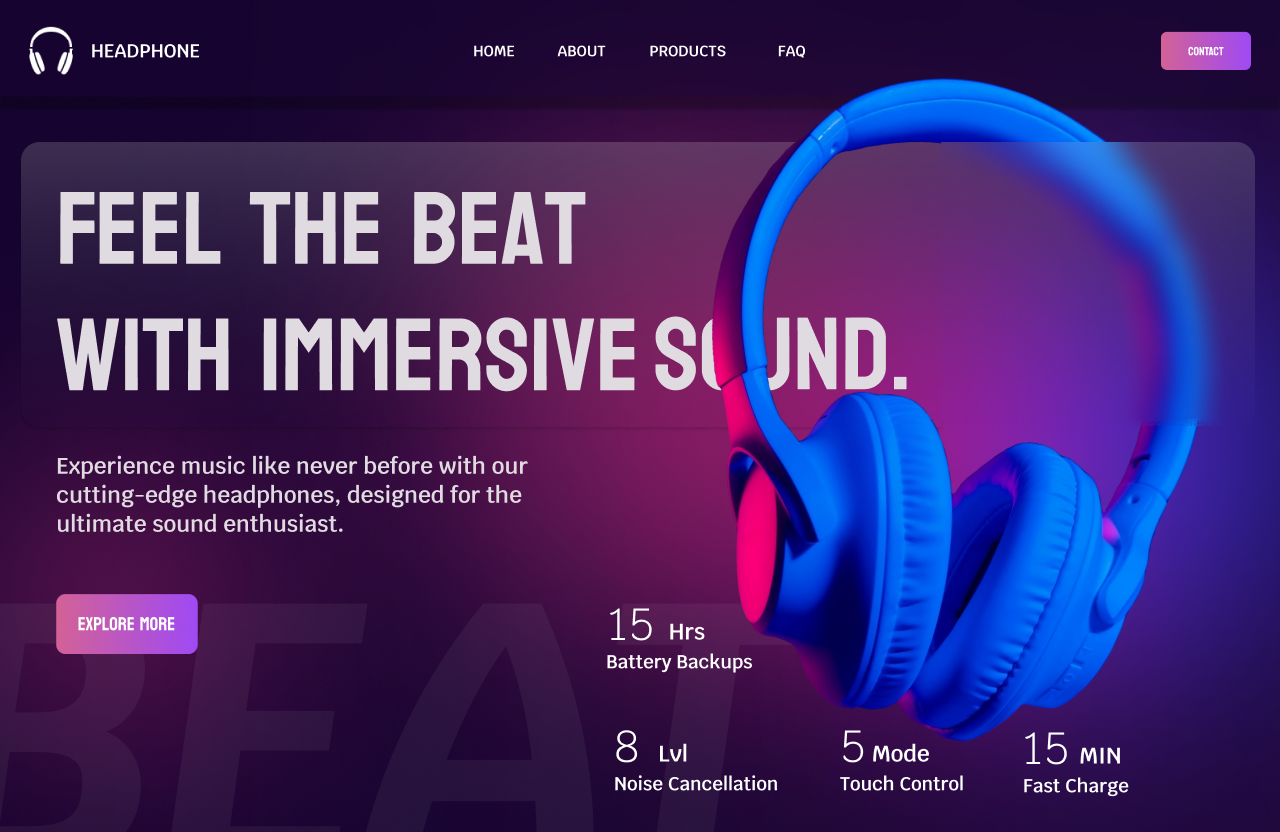 HEADPHONE
HOME ABOUT PRODUCTS FAQ
CONTACT
FEEL THE BEAT
WITH IMMERSIVE SOUND.
Experience music like never before with our
cutting-edge headphones, designed for the
ultimate sound enthusiast.
EXPLORE MORE
BEAT
15 Hrs
Battery Backups
8 Lvl
Noise Cancellation
5 Mode
Touch Control
15 MIN
Fast Charge